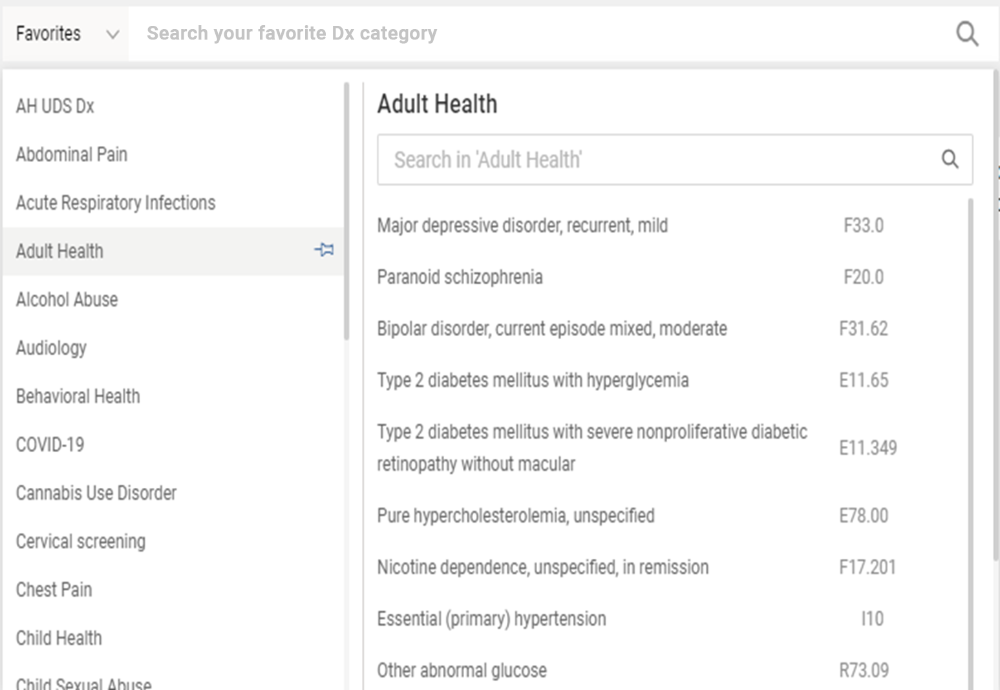 Favorites
Search your favorite Dx category
AH UDS Dx
Abdominal Pain
Acute Respiratory Infections
Adult Health
Alcohol Abuse
Audiology
Behavioral Health
COVID-19
Cannabis Use Disorder
Cervical screening
Chest Pain
Child Health
Child Sexual Abuse
Adult Health
Search in 'Adult Health'
Major depressive disorder, recurrent, mild F33.0
Paranoid schizophrenia F20.0
Bipolar disorder, current episode mixed, moderate F31.62
Type 2 diabetes mellitus with hyperglycemia E11.65
Type 2 diabetes mellitus with severe nonproliferative diabetic
retinopathy without macular E11.349
Pure hypercholesterolemia, unspecified E78.00
Nicotine dependence, unspecified, in remission F17.201
Essential (primary) hypertension I10
Other abnormal glucose R73.09